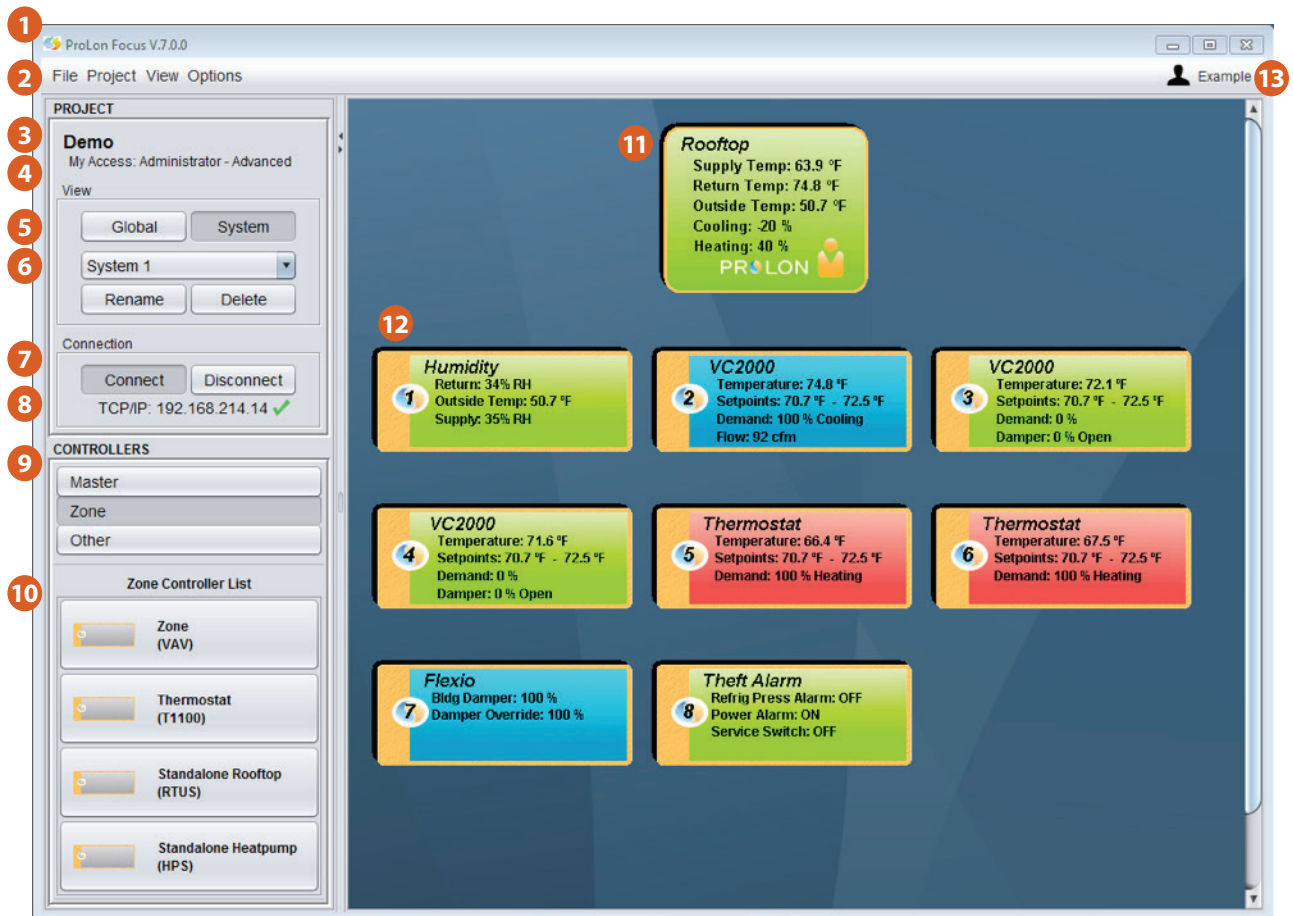 1
ProLon Focus V.7.0.0
2
File Project View Options
Example 13
PROJECT
3
Demo
My Access: Administrator - Advanced
4
View
5
Global System
6
System 1
Rename Delete
Connection
7
Connect Disconnect
8
TCP/IP: 192.168.214.14
CONTROLLERS
9
Master
Zone
Other
10
Zone Controller List
Zone
(VAV)
Thermostat
(T1100)
Standalone Rooftop
(RTUS)
Standalone Heatpump
(HPS)
11
Rooftop
Supply Temp: 63.9 °F
Return Temp: 74.8 °F
Outside Temp: 50.7 °F
Cooling: -20 %
Heating: 40 %
PROLON
12
1
Humidity
Return: 34% RH
Outside Temp: 50.7 °F
Supply: 35% RH
2
VC2000
Temperature: 74.8 °F
Setpoints: 70.7 °F - 72.5 °F
Demand: 100 % Cooling
Flow: 92 cfm
3
VC2000
Temperature: 72.1 °F
Setpoints: 70.7 °F - 72.5 °F
Demand: 0 %
Damper: 0 % Open
4
VC2000
Temperature: 71.6 °F
Setpoints: 70.7 °F - 72.5 °F
Demand: 0 %
Damper: 0 % Open
5
Thermostat
Temperature: 66.4 °F
Setpoints: 70.7 °F - 72.5 °F
Demand: 100 % Heating
6
Thermostat
Temperature: 67.5 °F
Setpoints: 70.7 °F - 72.5 °F
Demand: 100 % Heating
7
Flexio
Bldg Damper: 100 %
Damper Override: 100 %
8
Theft Alarm
Refrig Press Alarm: OFF
Power Alarm: ON
Service Switch: OFF